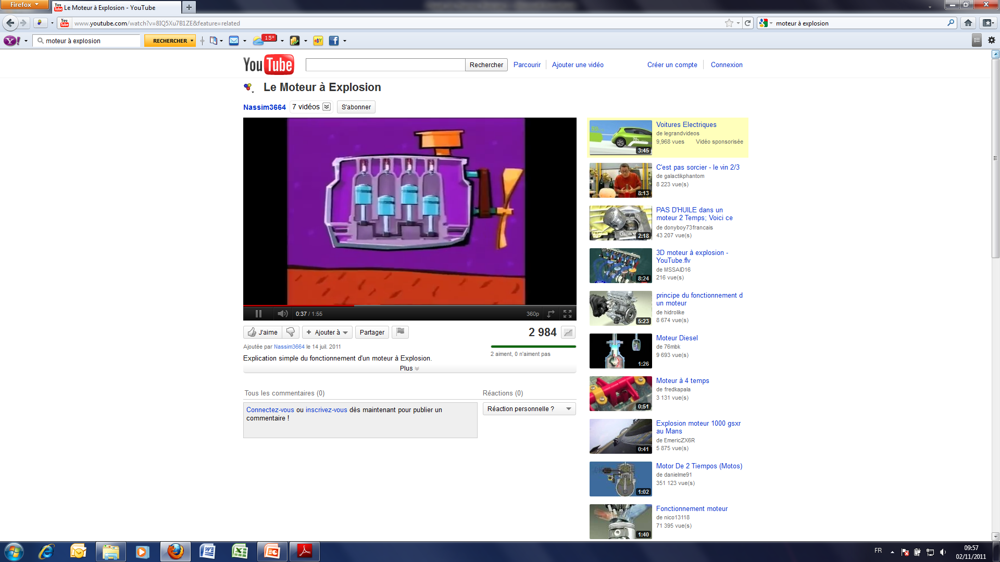 Firefox
Le Moteur à Explosion - YouTube
www.youtube.com/watch?v=8IQ5Xu7B1ZE&feature=related
moteur à explosion
moteur à explosion
RECHERCHER
15°
YouTube
Rechercher
Parcourir
Ajouter une vidéo
Créer un compte
Connexion
Le Moteur à Explosion
Nassim3664
7 vidéos
S'abonner
0:37 / 1:55
360p
J'aime
+ Ajouter à
Partager
2 984
Ajoutée par Nassim3664 le 14 juil. 2011
2 aiment, 0 n'aiment pas
Explication simple du fonctionnement d'un moteur à Explosion.
Plus
Tous les commentaires (0)
Réactions (0)
Connectez-vous ou inscrivez-vous dès maintenant pour publier un
commentaire !
Réaction personnelle ?
Voitures Electriques
de legrandvideos
9,968 vues
Vidéo sponsorisée
3:45
C'est pas sorcier - le vin 2/3
de galactikphantom
8 223 vue(s)
8:13
PAS D'HUILE dans un
moteur 2 Temps; Voici ce
de donyboy73francais
43 207 vue(s)
2:18
3D moteur à explosion -
YouTube.flv
de MSSAID16
216 vue(s)
8:24
principe du fonctionnement d
un moteur
de hidrolike
8 674 vue(s)
5:23
Moteur Diesel
de 76mbk
9 693 vue(s)
1:26
Moteur à 4 temps
de fredkapala
3 131 vue(s)
0:51
Explosion moteur 1000 gsxr
au Mans
de EmericZX6R
5 875 vue(s)
0:41
Motor De 2 Tiempos (Motos)
de danielme91
351 123 vue(s)
1:02
Fonctionnement moteur
de nico13118
71 395 vue(s)
1:40
FR
09:57
02/11/2011